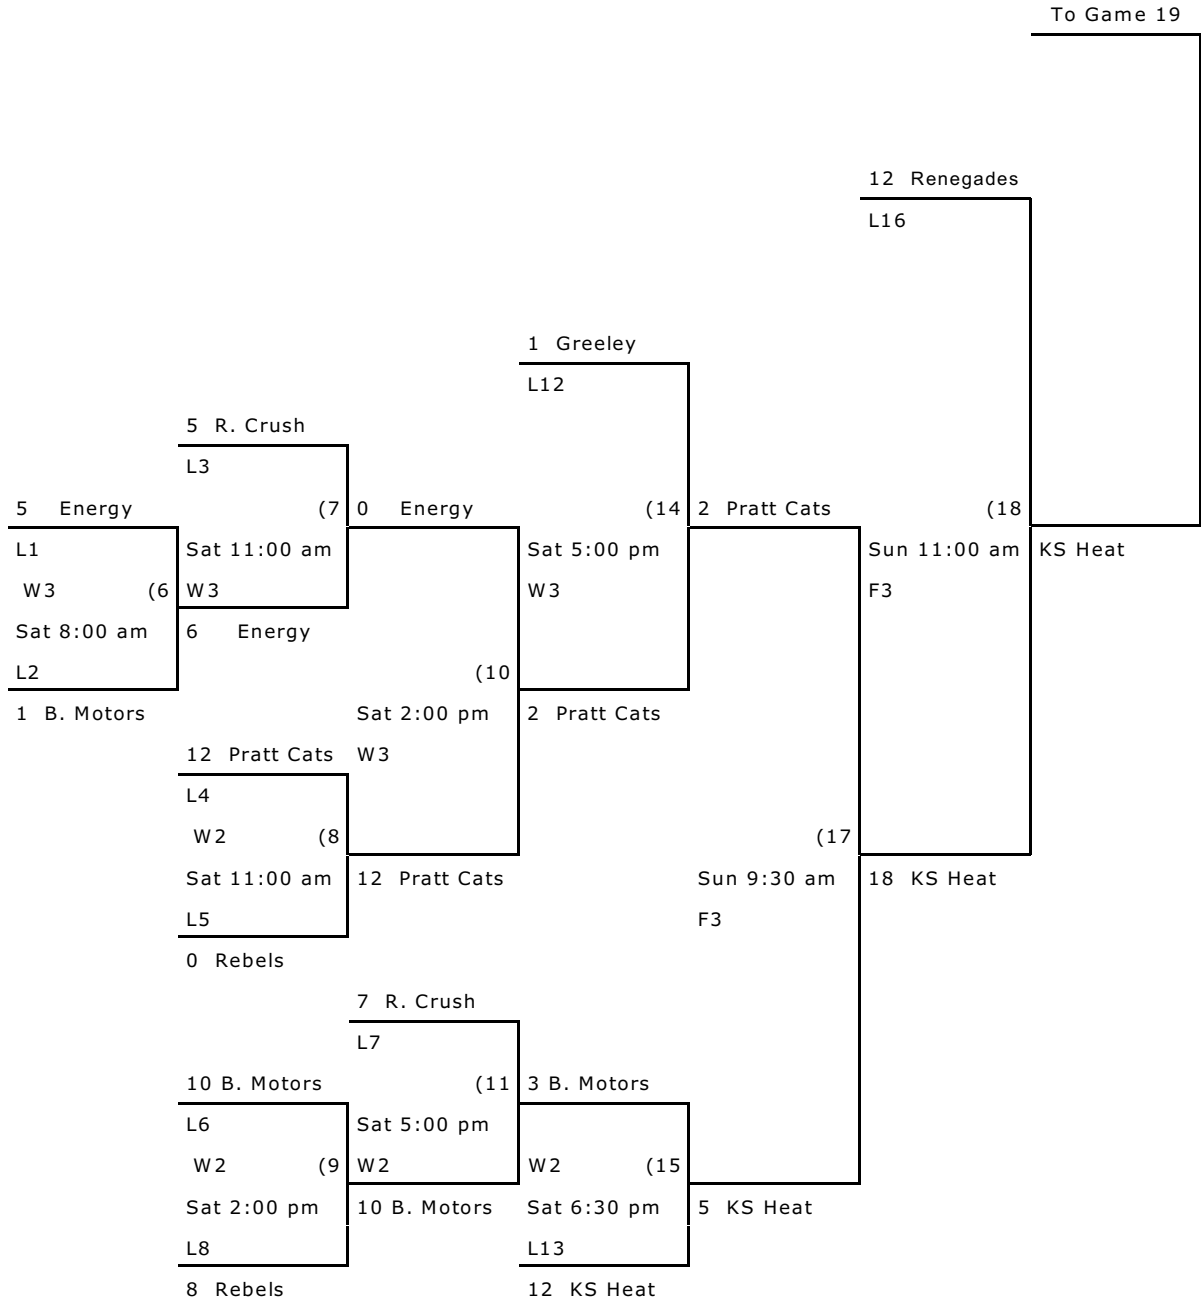 To Game 19
12 Renegades
L16
1 Greeley
L12
5 R. Crush
L3
5 Energy (7 0 Energy (14 2 Pratt Cats (18
L1 Sat 11:00 am Sat 5:00 pm Sun 11:00 am KS Heat
W3 (6 W3 W3 F3
Sat 8:00 am 6 Energy
L2 (10
1 B. Motors Sat 2:00 pm 2 Pratt Cats
12 Pratt Cats W3
L4
W2 (8 (17
Sat 11:00 am 12 Pratt Cats Sun 9:30 am 18 KS Heat
L5 F3
0 Rebels
7 R. Crush
L7
10 B. Motors (11 3 B. Motors
L6 Sat 5:00 pm
W2 (9 W2 W2 (15
Sat 2:00 pm 10 B. Motors Sat 6:30 pm 5 KS Heat
L8 L13
8 Rebels 12 KS Heat